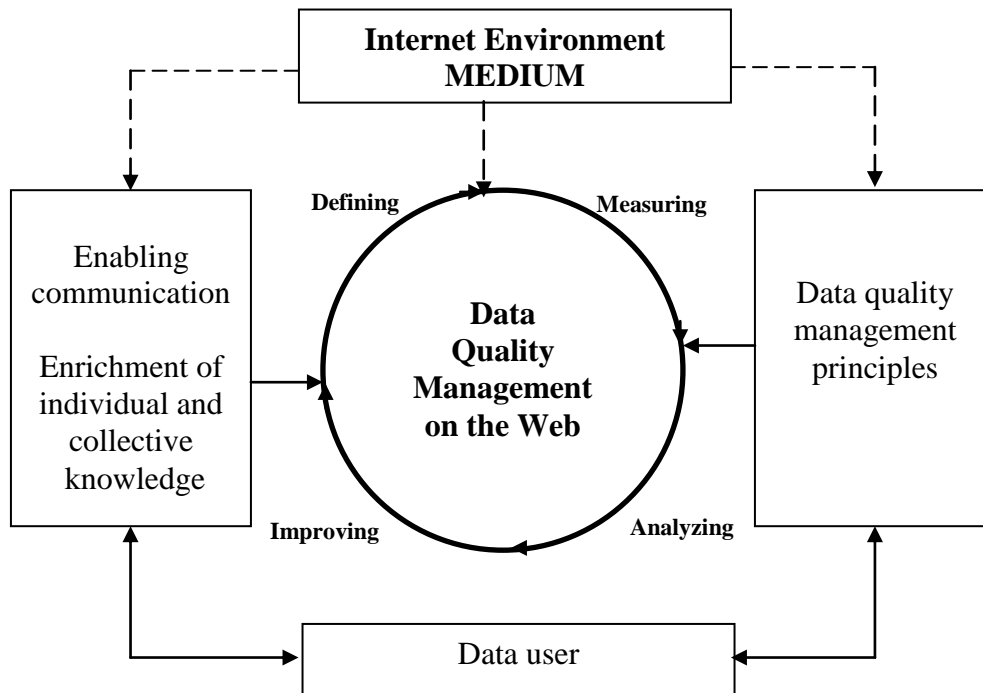 Internet Environment
MEDIUM
Defining
Measuring
Enabling
communication
Enrichment of
individual and
collective
knowledge
Data
Quality
Management
on the Web
Data quality
management
principles
Improving
Analyzing
Data user